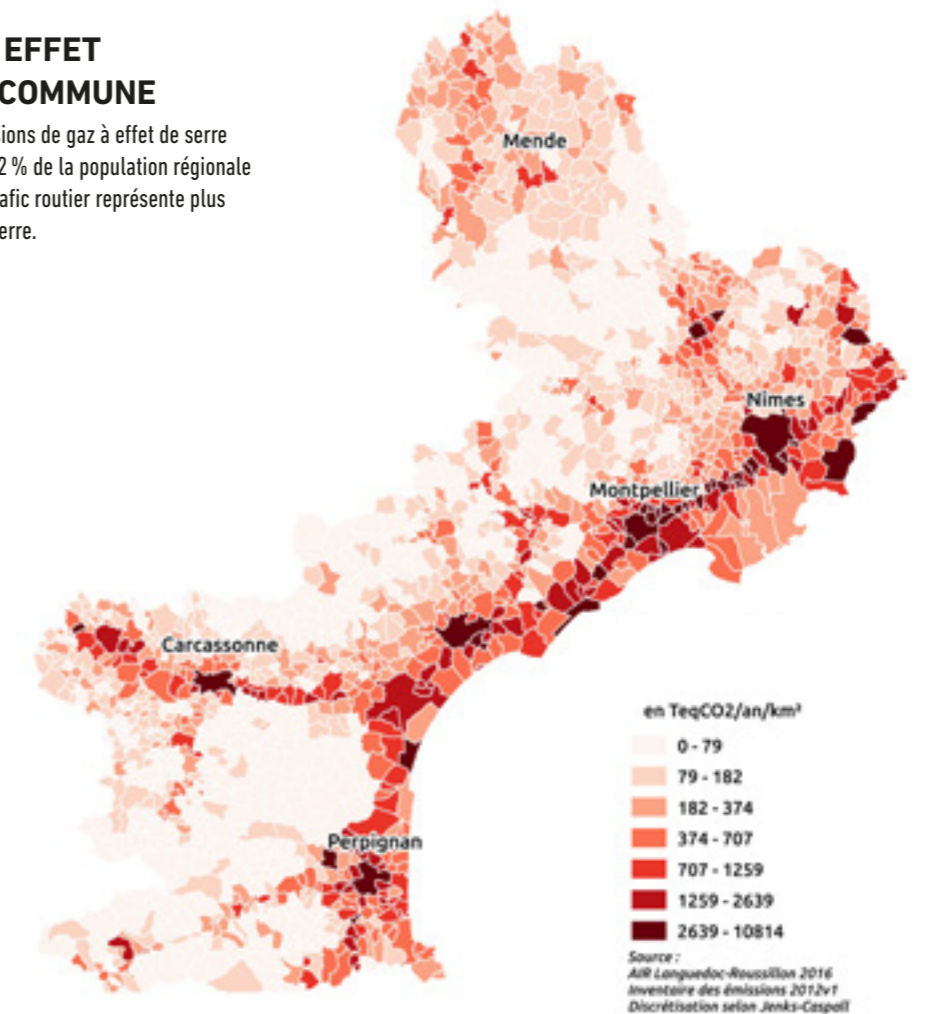 EFFET
COMMUNE
sions de gaz à effet de serre
2 % de la population régionale
afic routier représente plus
erre.
Mende
Nîmes
Montpellier
Carcassonne
Perpignan
en TeqCO2/an/km²
0 - 79
79 - 182
182 - 374
374 - 707
707 - 1259
1259 - 2639
2639 - 10814
Source :
AIR Languedoc-Roussillon 2016
Inventaire des émissions 2012v1
Discrétisation selon Jenks-Caspall